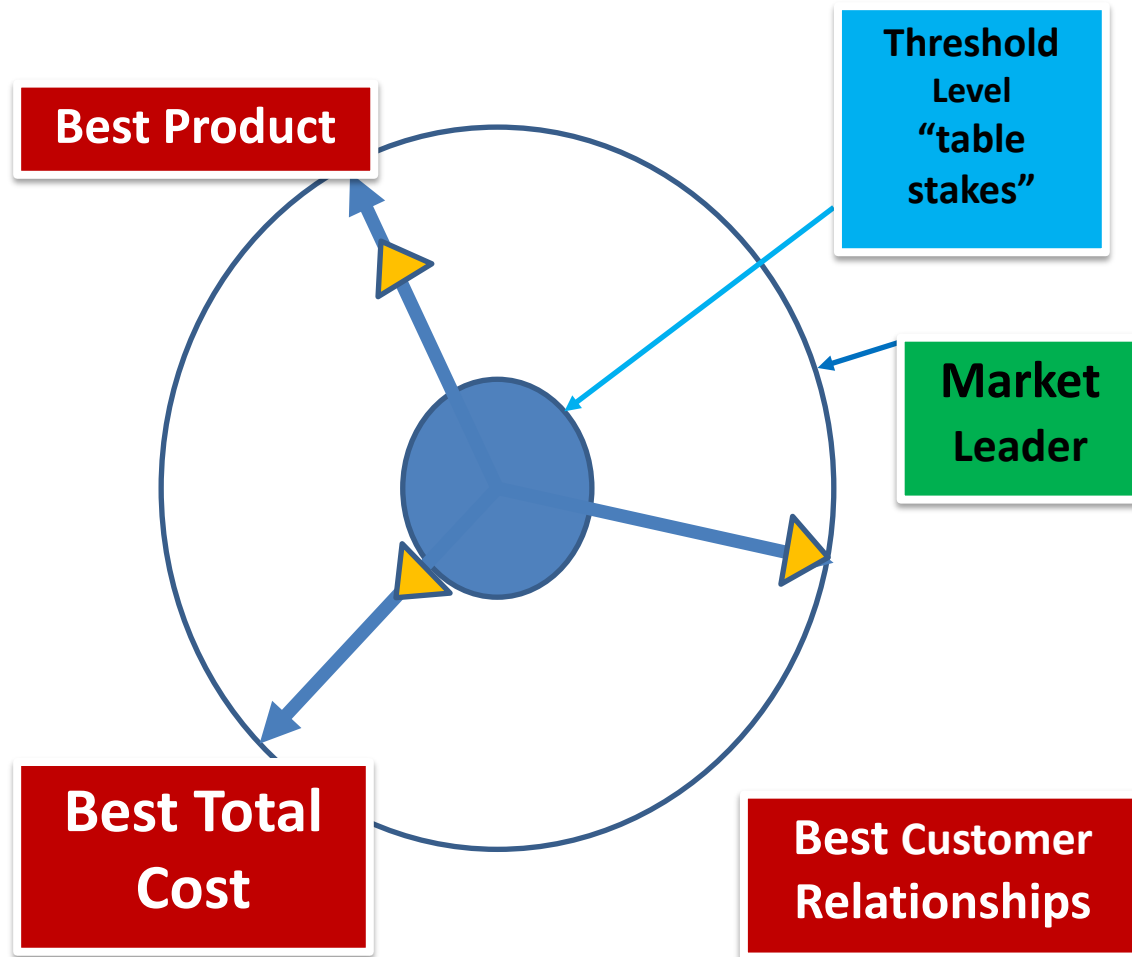 Threshold
Level
“table
stakes”
Best Product
Market
Leader
Best Total
Cost
Best Customer
Relationships